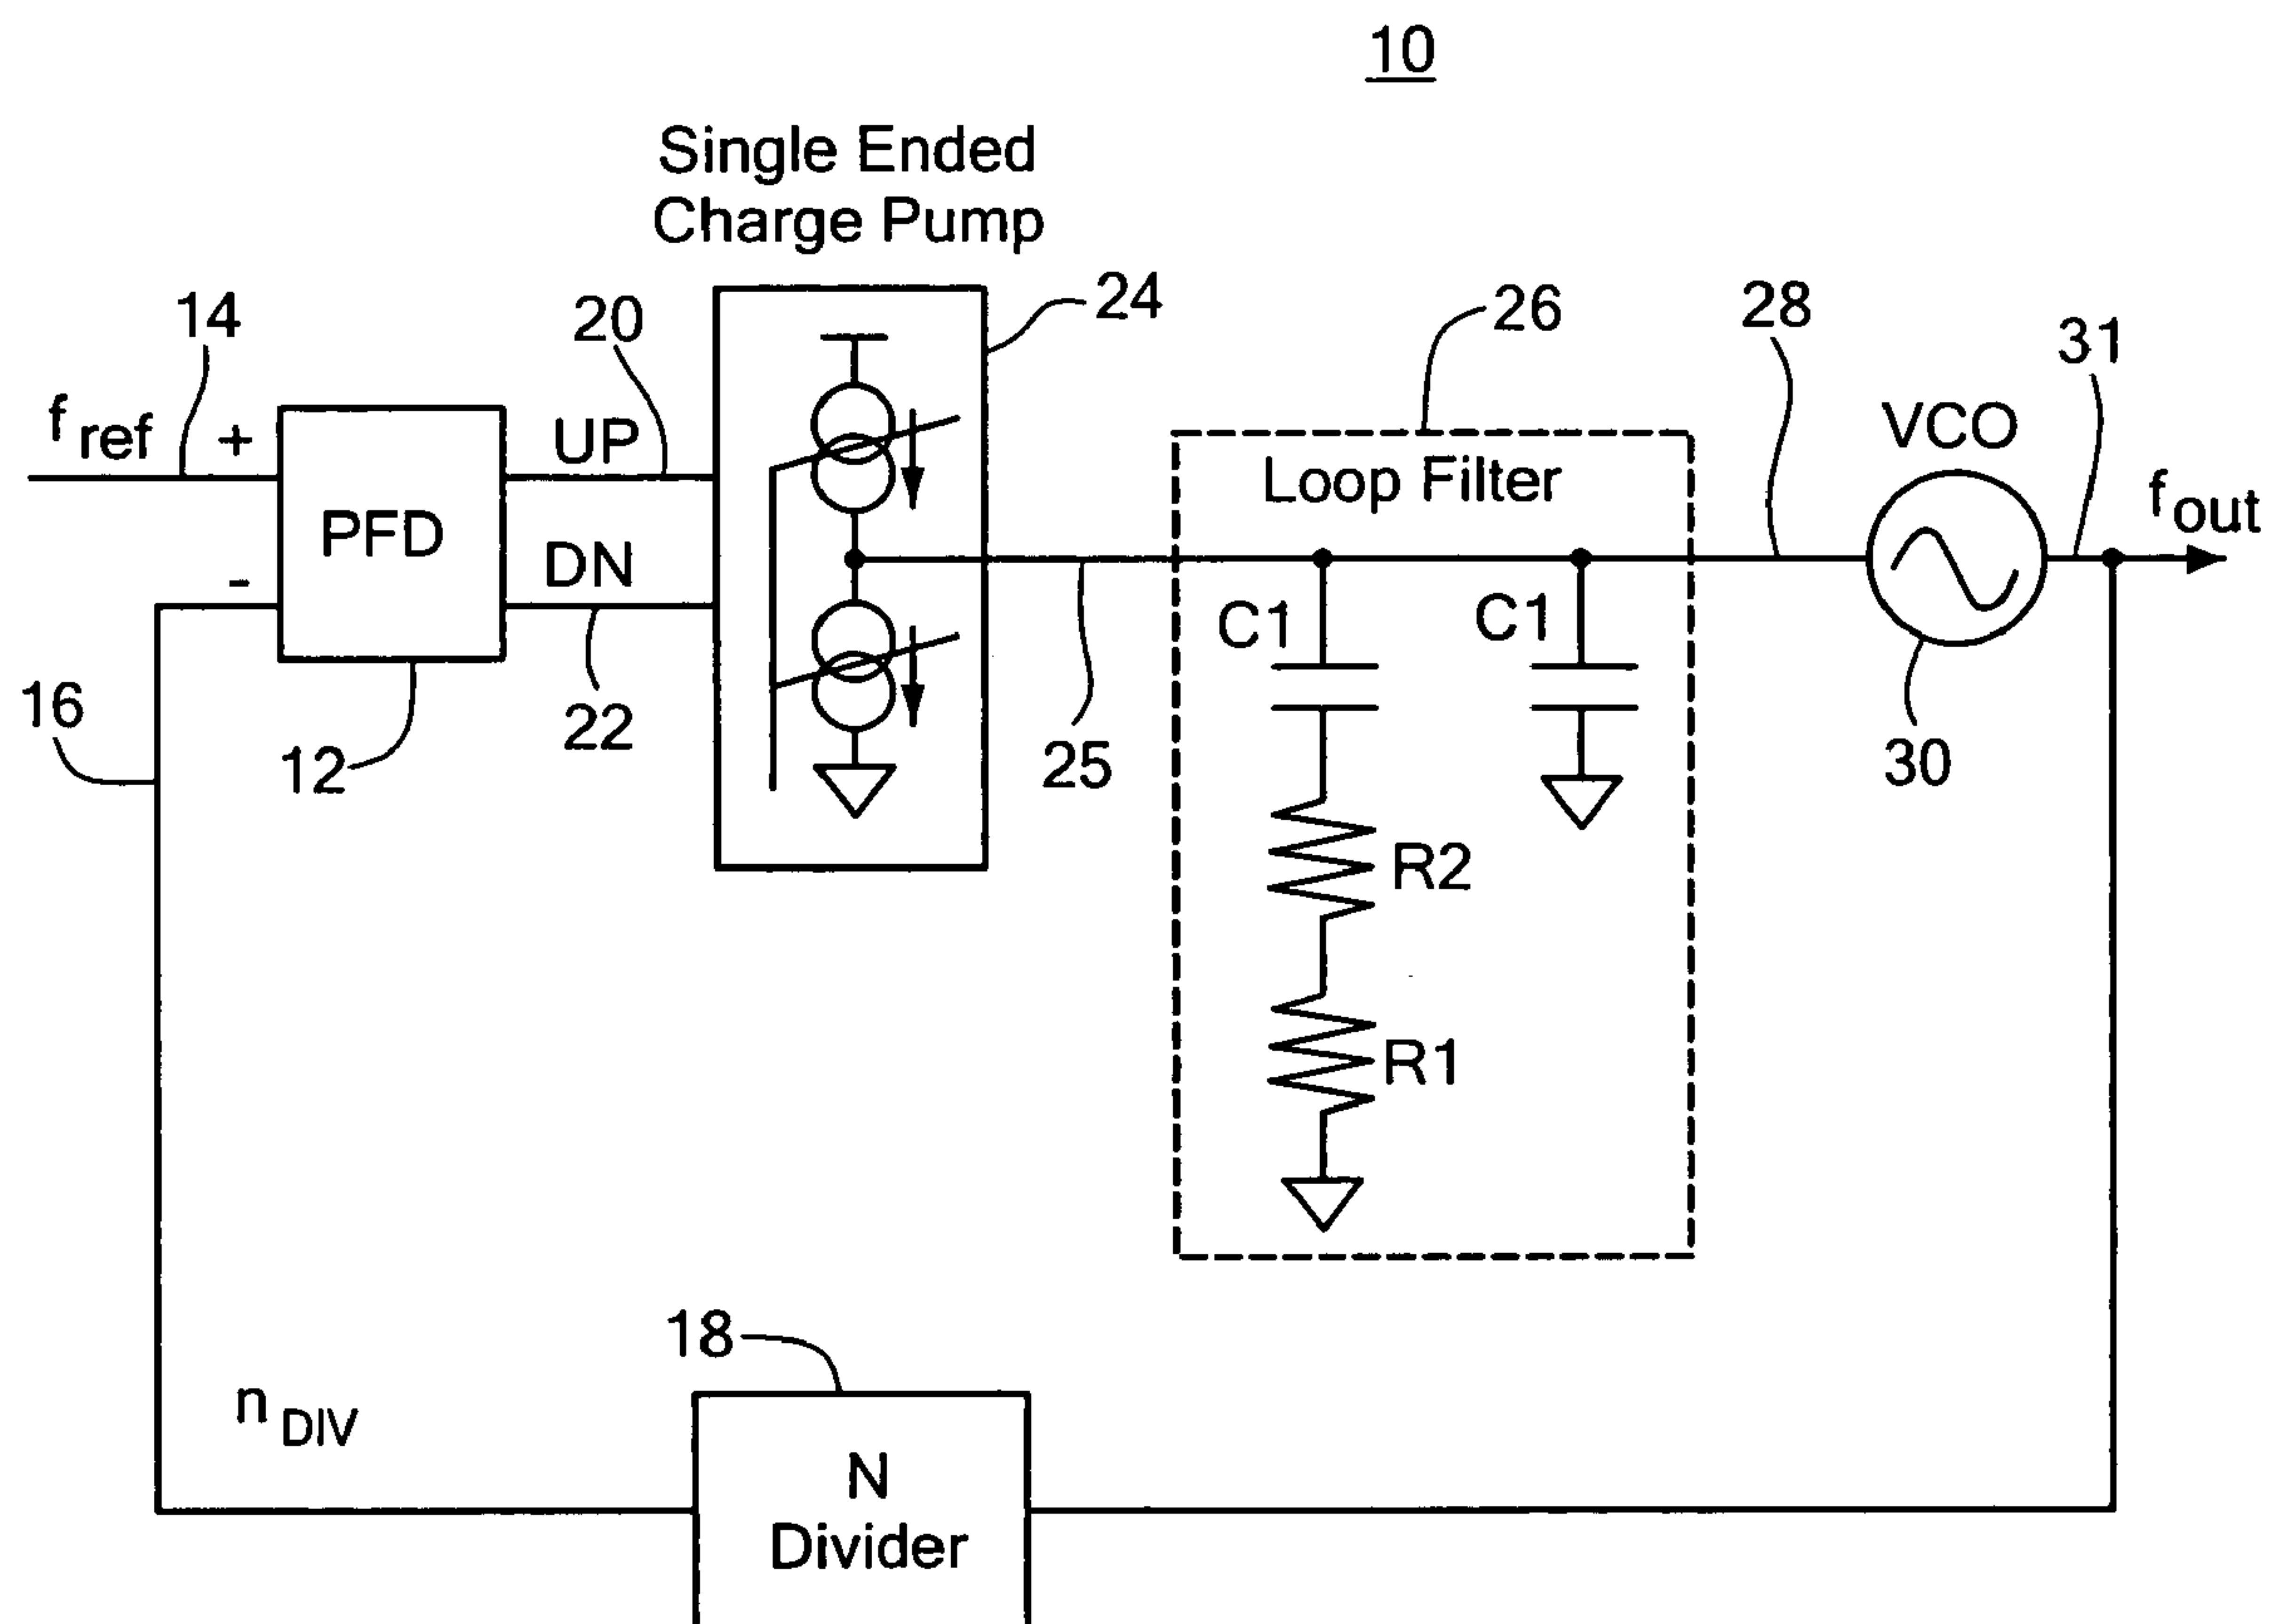 10
Single Ended
Charge Pump
24
14
20
26
28
31
f ref
+
UP
VCO
Loop Filter
f out
PFD
DN
-
C1
C1
16
12
22
25
30
R2
R1
18
n DIV
N
Divider